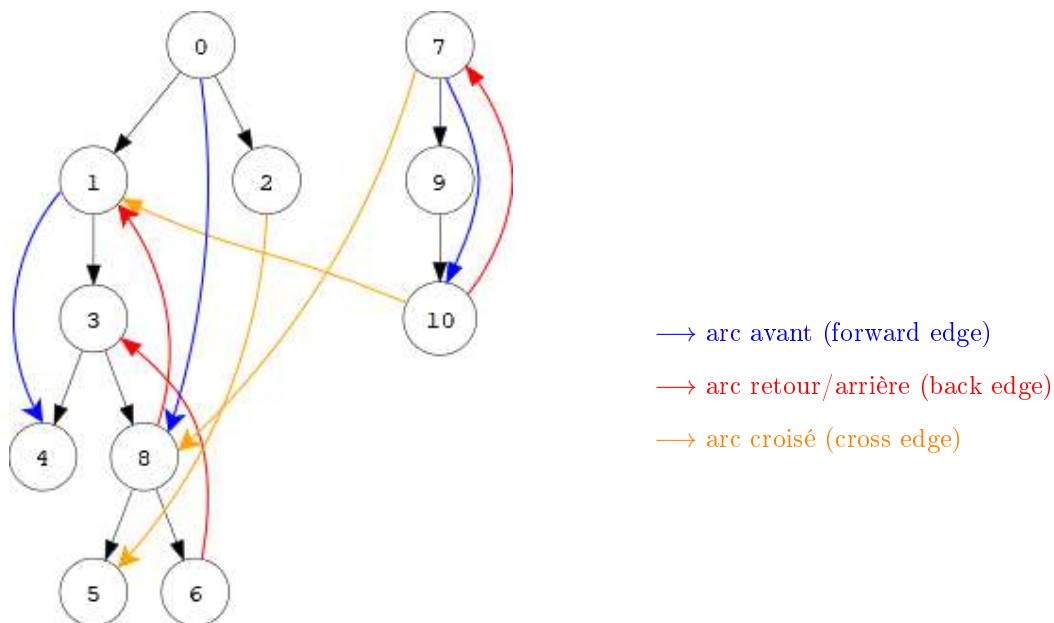 0 7
1 2 9
3 10
⟶ arc avant (forward edge)
⟶ arc retour/arrière (back edge)
⟶ arc croisé (cross edge)
4 8
5 6